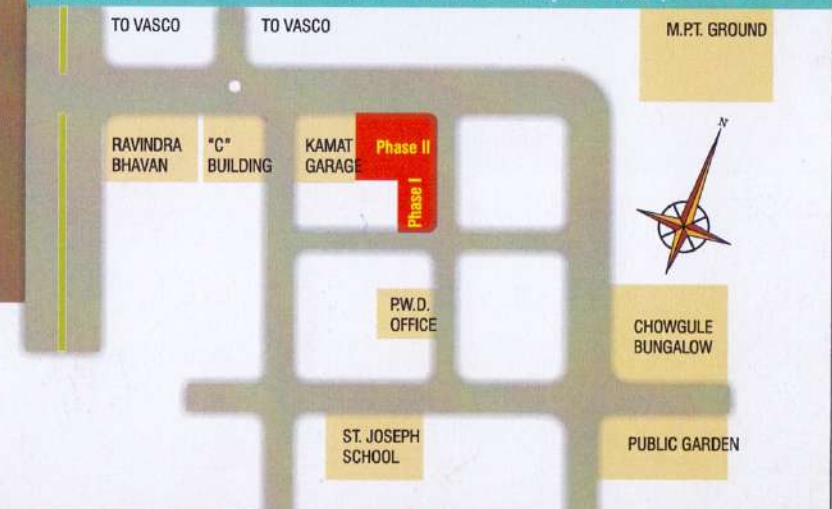 TO VASCO
TO VASCO
M.P.T. GROUND
N
RAVINDRA
BHAVAN
"C"
BUILDING
KAMAT
GARAGE
Phase II
Phase I
P.W.D.
OFFICE
CHOWGULE
BUNGALOW
ST. JOSEPH
SCHOOL
PUBLIC GARDEN